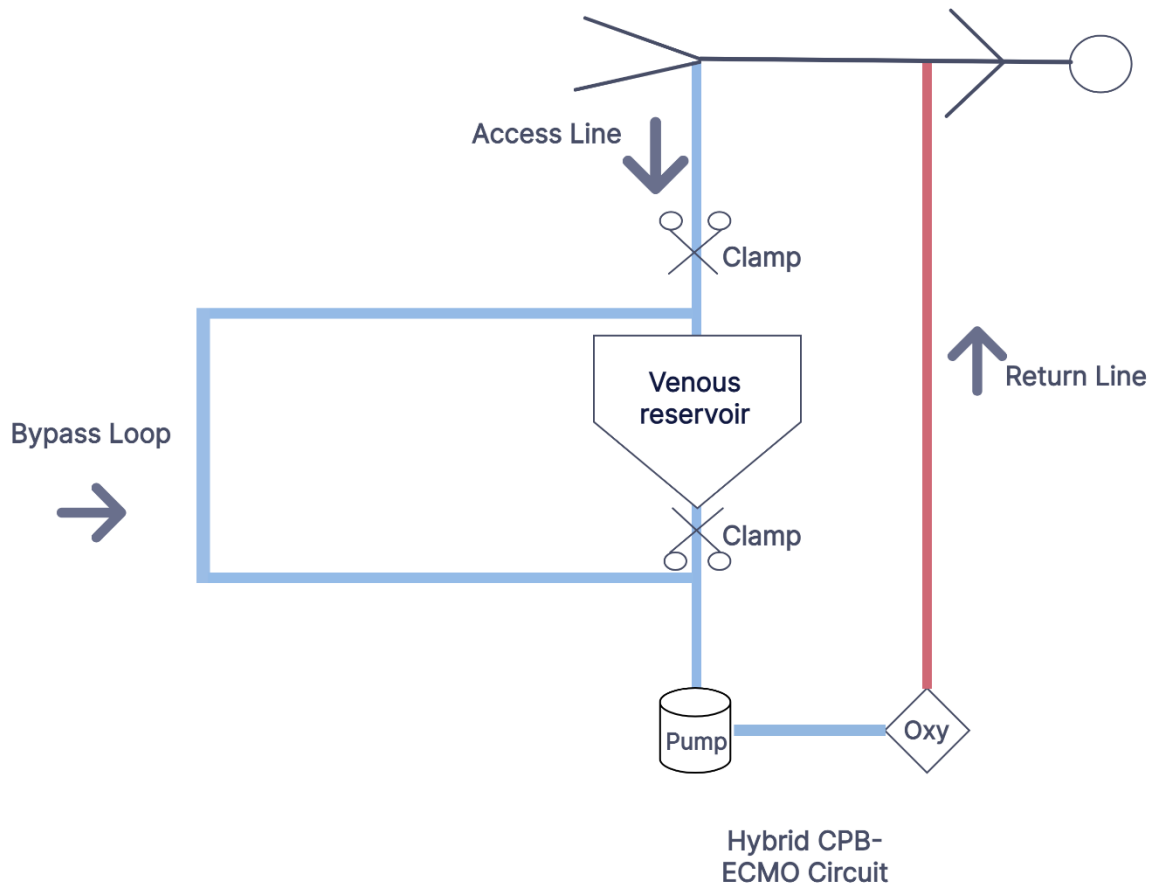 Access Line
Clamp
Venous
reservoir
Return Line
Bypass Loop
Clamp
Pump
Oxy
Hybrid CPB-
ECMO Circuit